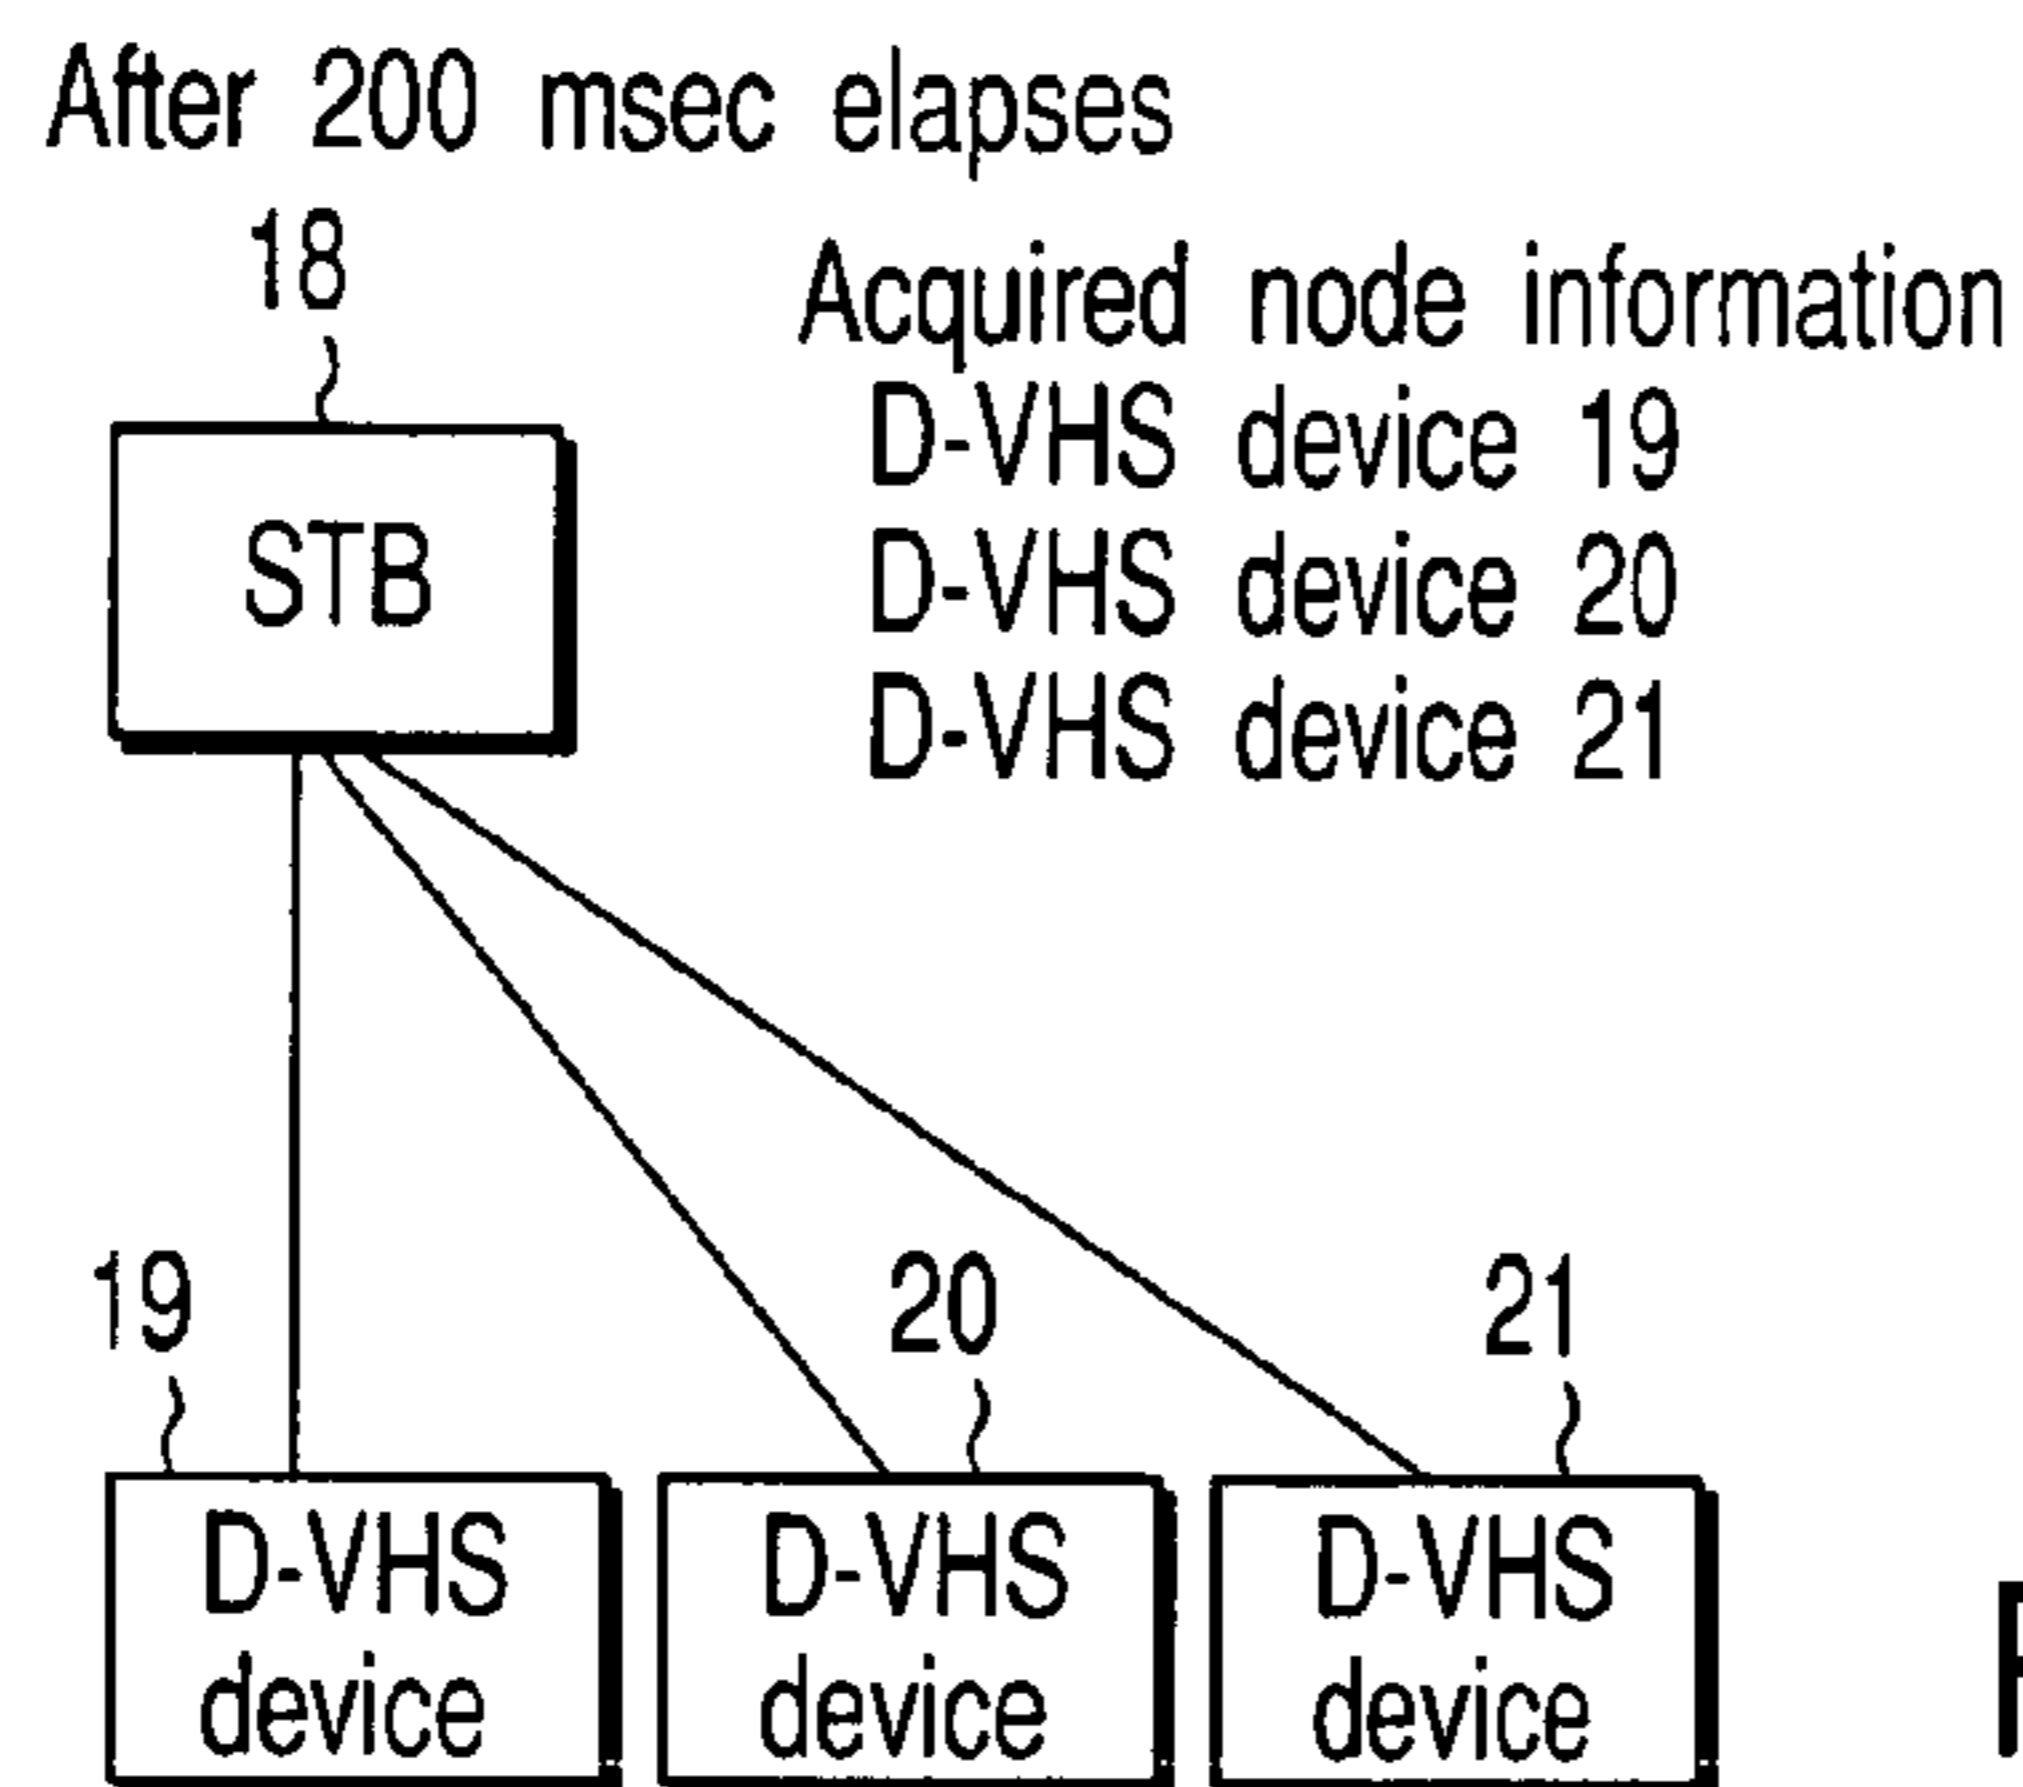 After 200 msec elapses
18
Acquired node information
D-VHS device 19
D-VHS device 20
D-VHS device 21
STB
19
20
21
D-VHS
device
D-VHS
device
D-VHS
device